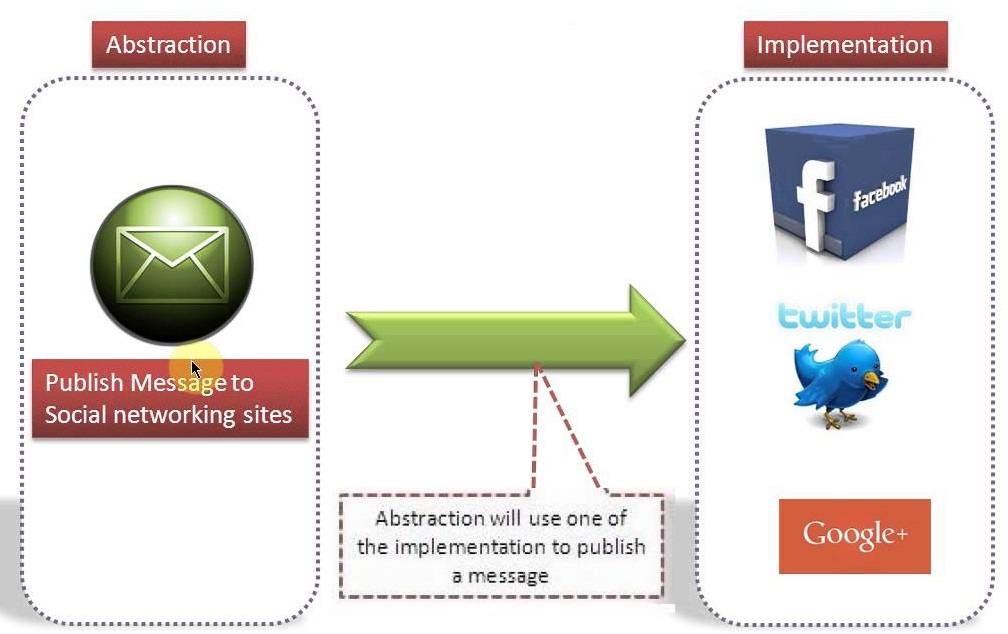 Abstraction
Implementation
facebook
twitter
Publish Message to
Social networking sites
Abstraction will use one of
the implementation to publish
a message
Google+